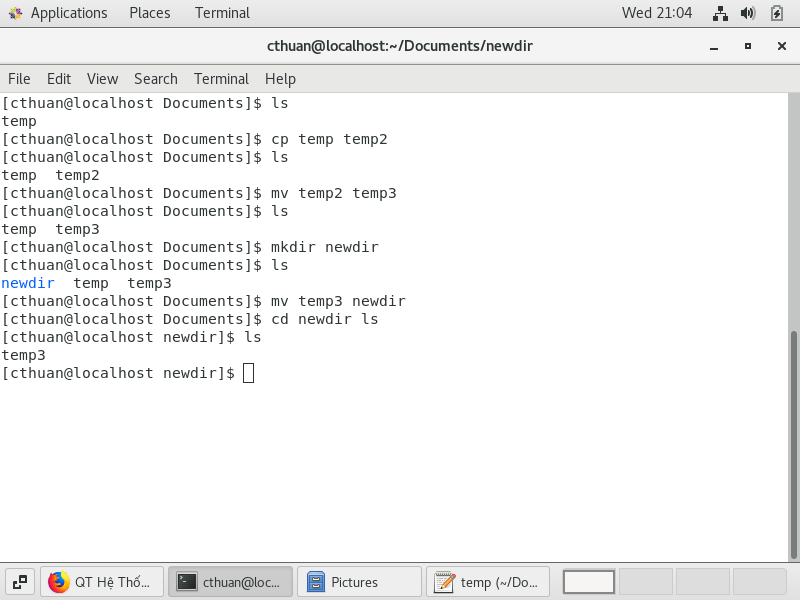 Applications Places Terminal Wed 21:04
cthuan@localhost:~/Documents/newdir
File Edit View Search Terminal Help
[cthuan@localhost Documents]$ ls
temp
[cthuan@localhost Documents]$ cp temp temp2
[cthuan@localhost Documents]$ ls
temp  temp2
[cthuan@localhost Documents]$ mv temp2 temp3
[cthuan@localhost Documents]$ ls
temp  temp3
[cthuan@localhost Documents]$ mkdir newdir
[cthuan@localhost Documents]$ ls
newdir  temp  temp3
[cthuan@localhost Documents]$ mv temp3 newdir
[cthuan@localhost Documents]$ cd newdir ls
[cthuan@localhost newdir]$ ls
temp3
[cthuan@localhost newdir]$
QT Hệ Thố... cthuan@loc... Pictures temp (~/Do...